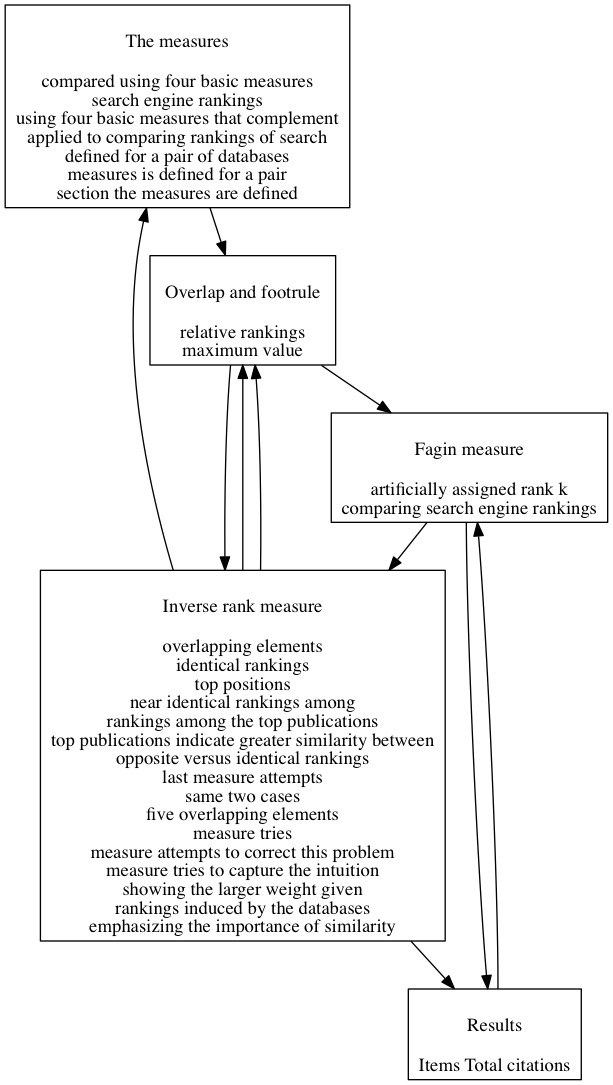 The measures
compared using four basic measures
search engine rankings
using four basic measures that complement
applied to comparing rankings of search
defined for a pair of databases
measures is defined for a pair
section the measures are defined
Overlap and footrule
relative rankings
maximum value
Fagin measure
artificially assigned rank k
comparing search engine rankings
Inverse rank measure
overlapping elements
identical rankings
top positions
near identical rankings among
rankings among the top publications
top publications indicate greater similarity between
opposite versus identical rankings
last measure attempts
same two cases
five overlapping elements
measure tries
measure attempts to correct this problem
measure tries to capture the intuition
showing the larger weight given
rankings induced by the databases
emphasizing the importance of similarity
Results
Items Total citations